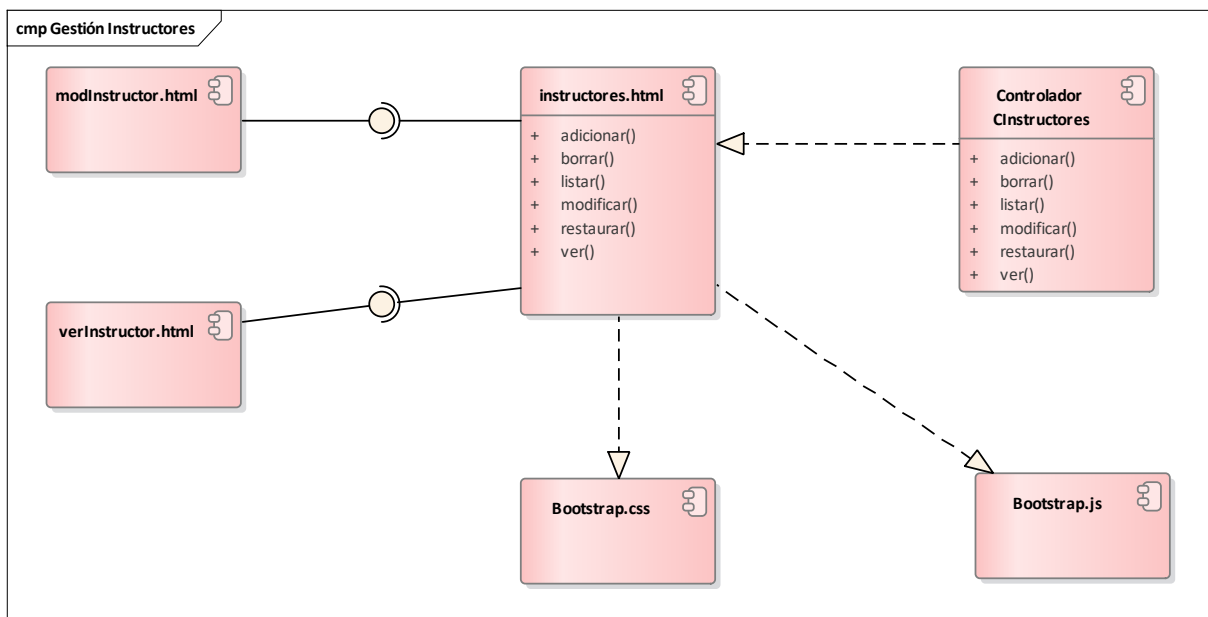 cmp Gestión Instructores
modInstructor.html
instructores.html
+ adicionar()
+ borrar()
+ listar()
+ modificar()
+ restaurar()
+ ver()
Controlador
CInstructores
+ adicionar()
+ borrar()
+ listar()
+ modificar()
+ restaurar()
+ ver()
verInstructor.html
Bootstrap.css
Bootstrap.js